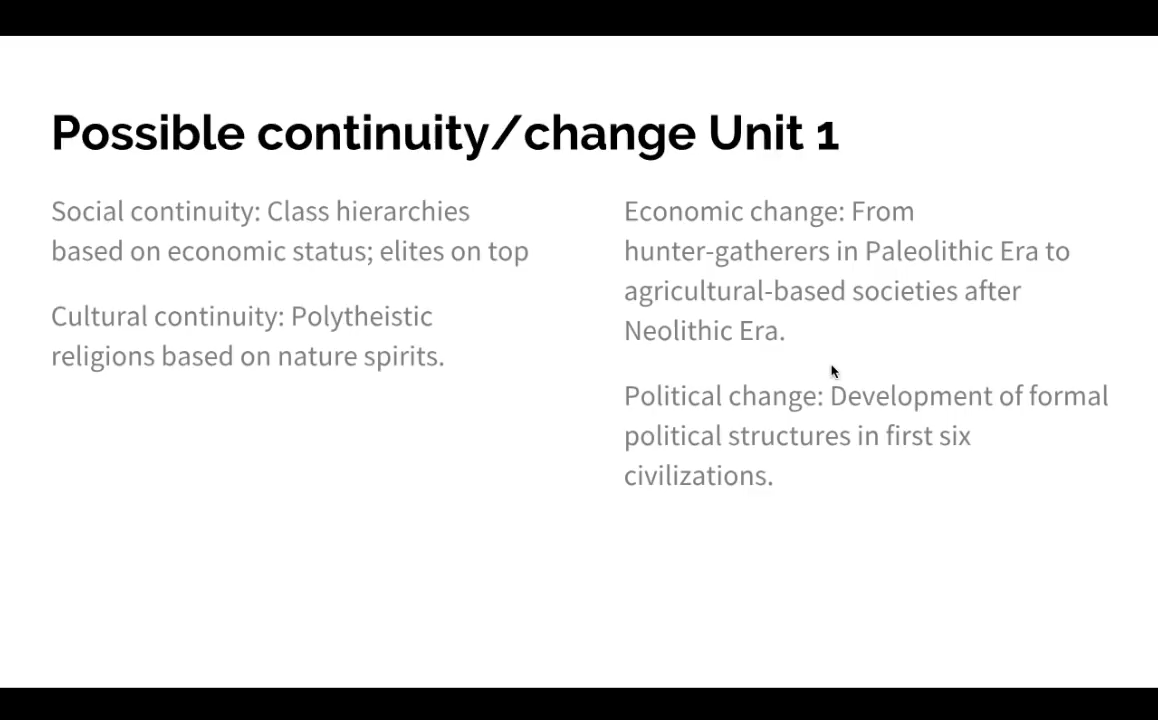 Possible continuity/change Unit 1
Social continuity: Class hierarchies
based on economic status; elites on top
Cultural continuity: Polytheistic
religions based on nature spirits.
Economic change: From
hunter-gatherers in Paleolithic Era to
agricultural-based societies after
Neolithic Era.
Political change: Development of formal
political structures in first six
civilizations.